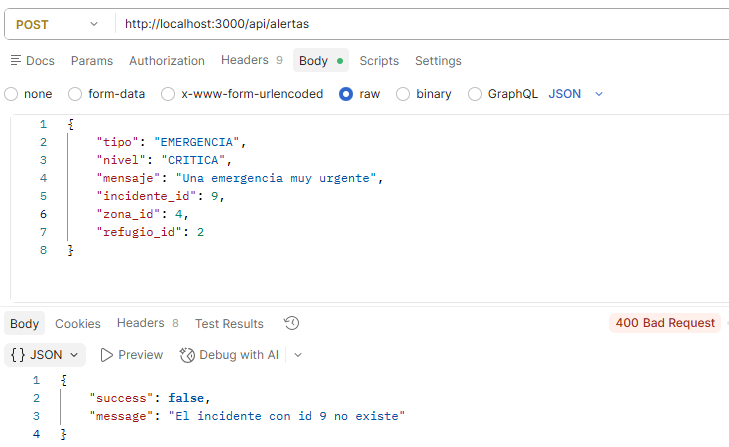 POST http://localhost:3000/api/alertas
Docs Params Authorization Headers 9 Body Scripts Settings
none form-data x-www-form-urlencoded raw binary GraphQL JSON
1 {
2 "tipo": "EMERGENCIA",
3 "nivel": "CRITICA",
4 "mensaje": "Una emergencia muy urgente",
5 "incidente_id": 9,
6 "zona_id": 4,
7 "refugio_id": 2
8 }
Body Cookies Headers 8 Test Results 400 Bad Request
{} JSON Preview Debug with AI
1 {
2 "success": false,
3 "message": "El incidente con id 9 no existe"
4 }